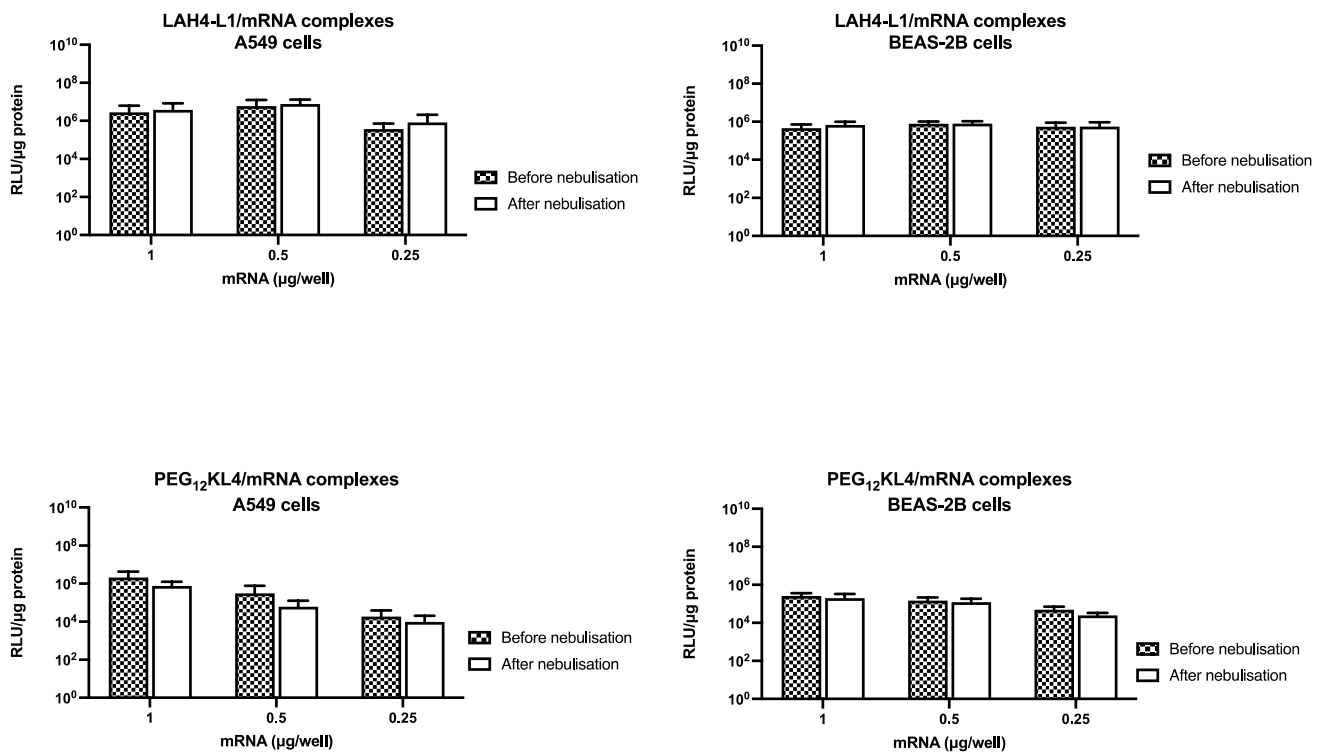 LAH4-L1/mRNA complexes
A549 cells
RLU/µg protein
10¹⁰
10⁸
10⁶
10⁴
10²
10⁰
1
0.5
0.25
mRNA (µg/well)
Before nebulisation
After nebulisation
LAH4-L1/mRNA complexes
BEAS-2B cells
RLU/µg protein
10¹⁰
10⁸
10⁶
10⁴
10²
10⁰
1
0.5
0.25
mRNA (µg/well)
Before nebulisation
After nebulisation
PEG₁₂KL4/mRNA complexes
A549 cells
RLU/µg protein
10¹⁰
10⁸
10⁶
10⁴
10²
10⁰
1
0.5
0.25
mRNA (µg/well)
Before nebulisation
After nebulisation
PEG₁₂KL4/mRNA complexes
BEAS-2B cells
RLU/µg protein
10¹⁰
10⁸
10⁶
10⁴
10²
10⁰
1
0.5
0.25
mRNA (µg/well)
Before nebulisation
After nebulisation